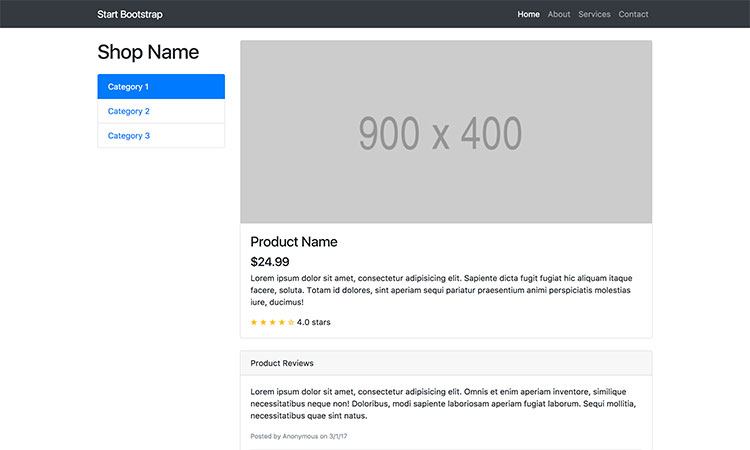 Start Bootstrap
Home About Services Contact
Shop Name
Category 1
Category 2
Category 3
900 x 400
Product Name
$24.99
Lorem ipsum dolor sit amet, consectetur adipisicing elit. Sapiente dicta fugit fugiat hic aliquam itaque
facere, soluta. Totam id dolores, sint aperiam sequi pariatur praesentium animi perspiciatis molestias
iure, ducimus!
★ ★ ★ ★ ☆ 4.0 stars
Product Reviews
Lorem ipsum dolor sit amet, consectetur adipisicing elit. Omnis et enim aperiam inventore, similique
necessitatibus neque non! Doloribus, modi sapiente laboriosam aperiam fugiat laborum. Sequi mollitia,
necessitatibus quae sint natus.
Posted by Anonymous on 3/1/17